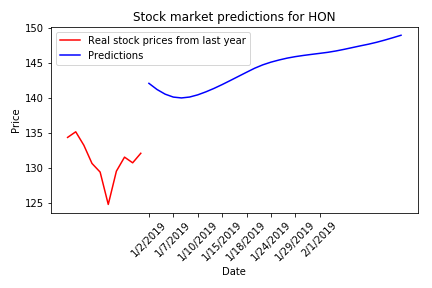 Stock market predictions for HON
Real stock prices from last year
Predictions
Price
150
145
140
135
130
125
1/2/2019
1/7/2019
1/10/2019
1/15/2019
1/18/2019
1/24/2019
1/29/2019
2/1/2019
Date